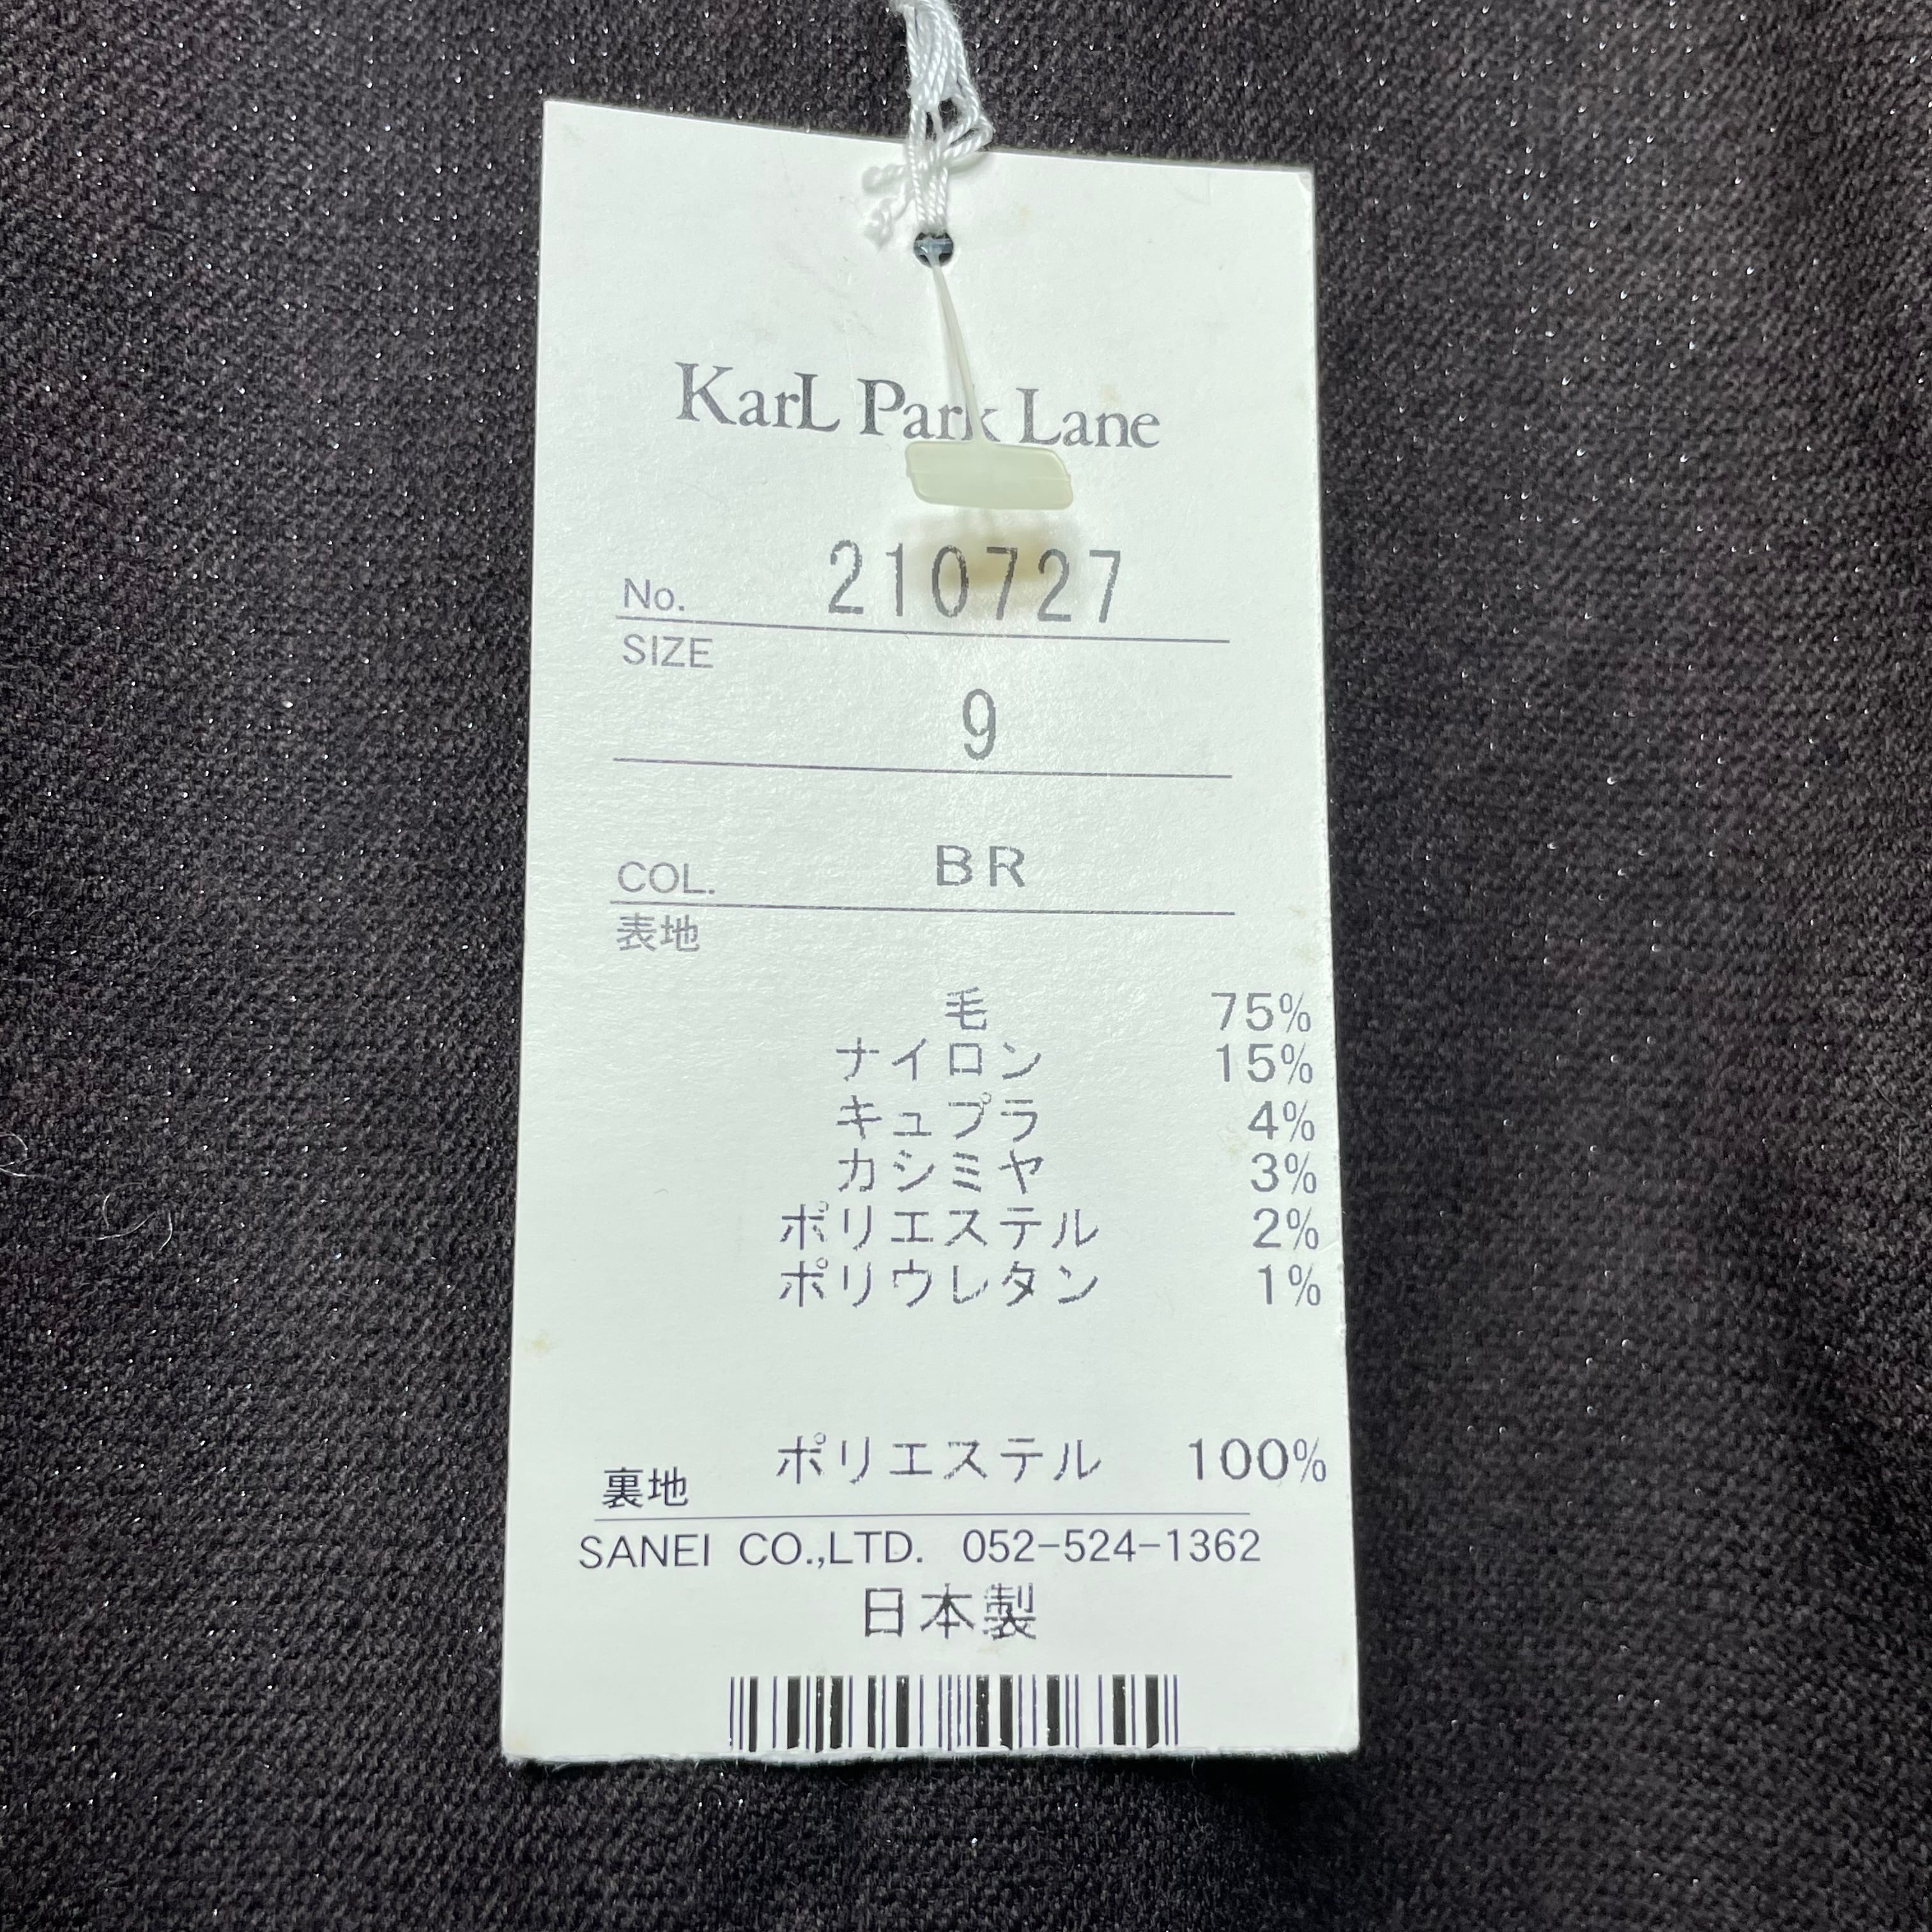 KarL Park Lane
No. 210727
SIZE
9
COL. BR
表地
毛 75%
ナイロン 15%
キュプラ 4%
カシミヤ 3%
ポリエステル 2%
ポリウレタン 1%
ポリエステル 100%
裏地
SANEI CO.,LTD. 052-524-1362
日本製